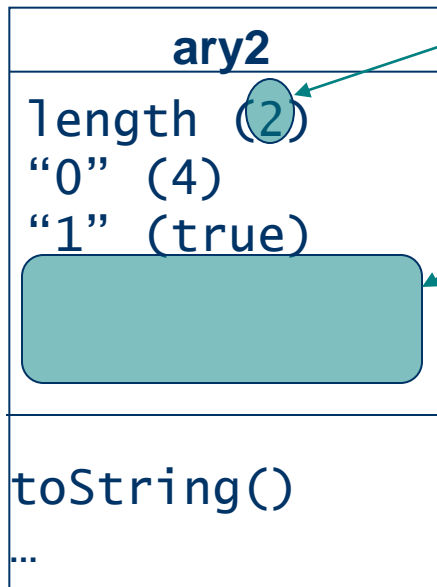 ary2
length (2)
“0” (4)
“1” (true)
toString()
…